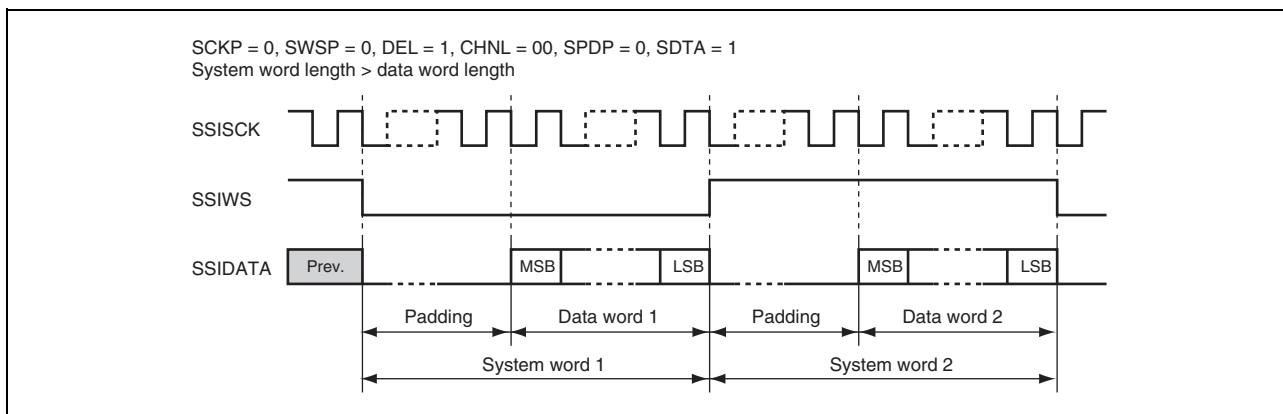 SCKP = 0, SWSP = 0, DEL = 1, CHNL = 00, SPDP = 0, SDTA = 1
System word length > data word length
SSISCK
SSIWS
SSIDATA
Prev.
MSB
LSB
MSB
LSB
Padding
Data word 1
Padding
Data word 2
System word 1
System word 2